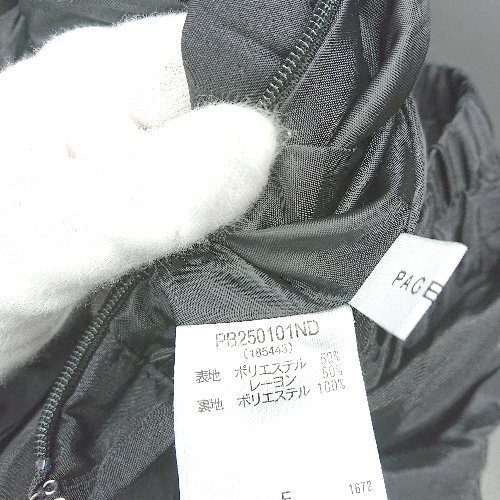 PAGE
PB250101ND
(185443)
表地 ポリエステル 50%
レーヨン 50%
裏地 ポリエステル 100%
F
1672